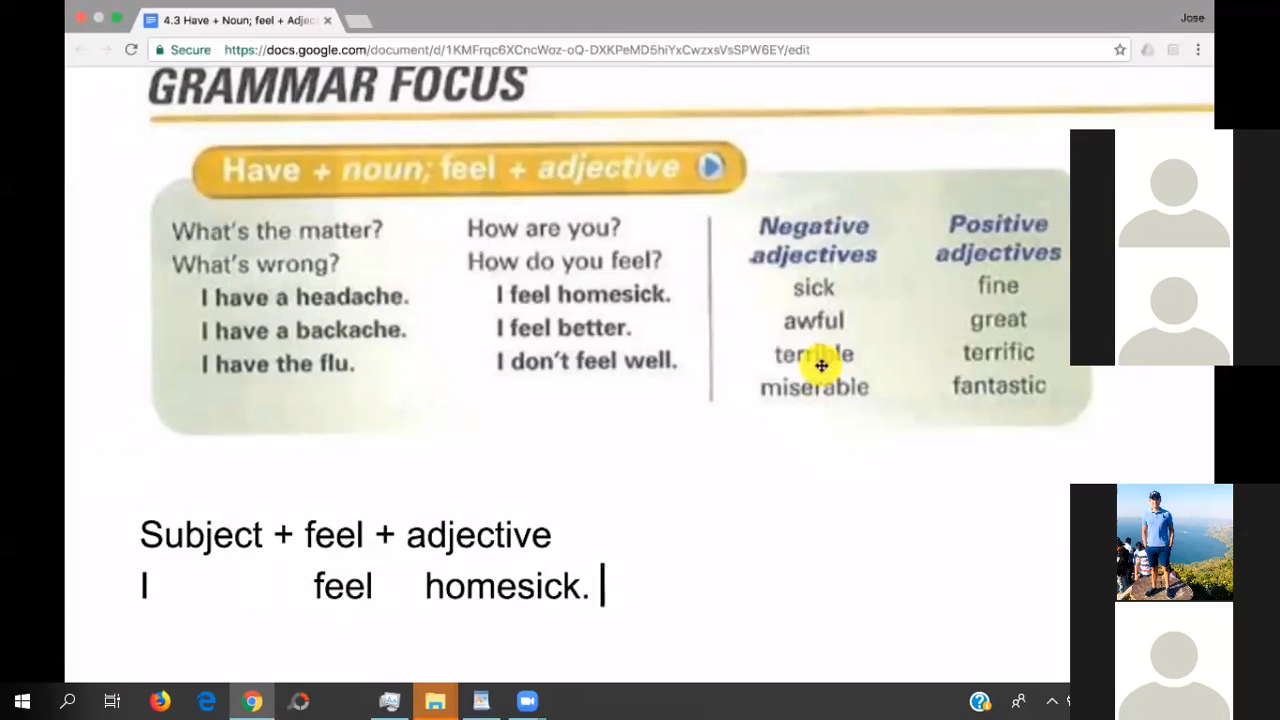 4.3 Have + Noun; feel + Adjec
Jose
Secure https://docs.google.com/document/d/1KMFrqc6XCncWoz-oQ-DXKPeMD5hiYxCwzxsVsSPW6EY/edit
GRAMMAR FOCUS
Have + noun; feel + adjective
What's the matter?
What's wrong?
I have a headache.
I have a backache.
I have the flu.
How are you?
How do you feel?
I feel homesick.
I feel better.
I don't feel well.
Negative
adjectives
sick
awful
terrible
miserable
Positive
adjectives
fine
great
terrific
fantastic
Subject + feel + adjective
I feel homesick.